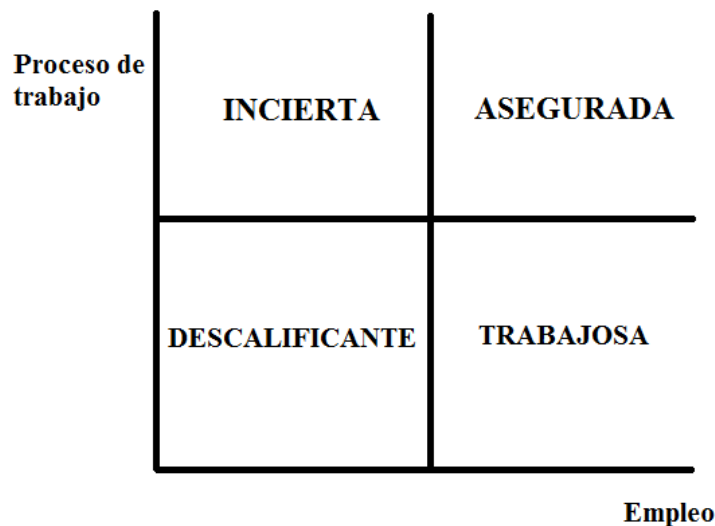 Proceso de
trabajo
INCIERTA
ASEGURADA
DESCALIFICANTE
TRABAJOSA
Empleo